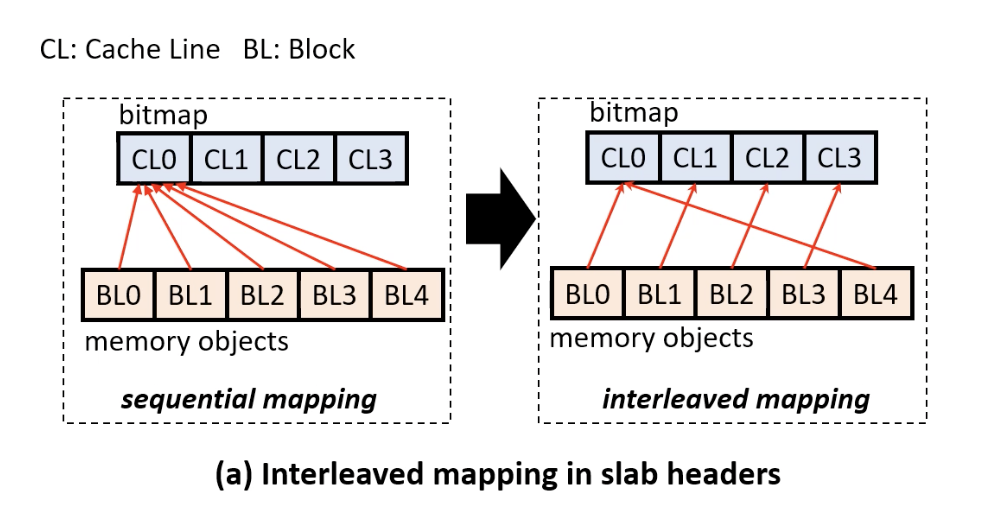 CL: Cache Line BL: Block
bitmap
CL0 CL1 CL2 CL3
BL0 BL1 BL2 BL3 BL4
memory objects
sequential mapping
bitmap
CL0 CL1 CL2 CL3
BL0 BL1 BL2 BL3 BL4
memory objects
interleaved mapping
(a) Interleaved mapping in slab headers